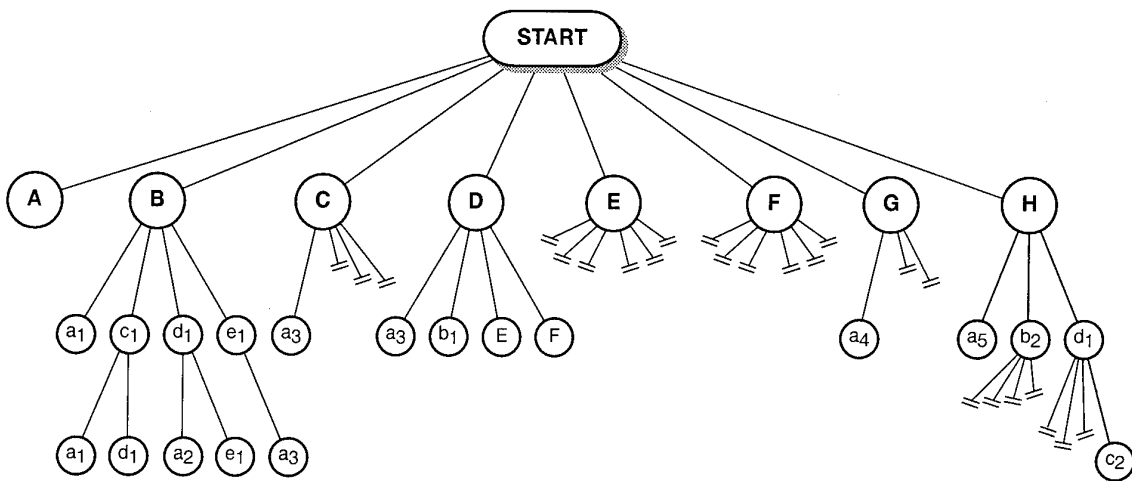 START
A B C D E F G H
a1 c1 d1 e1 a3 a3 b1 E F a4 a5 b2 d1
a1 d1 a2 e1 a3 c2